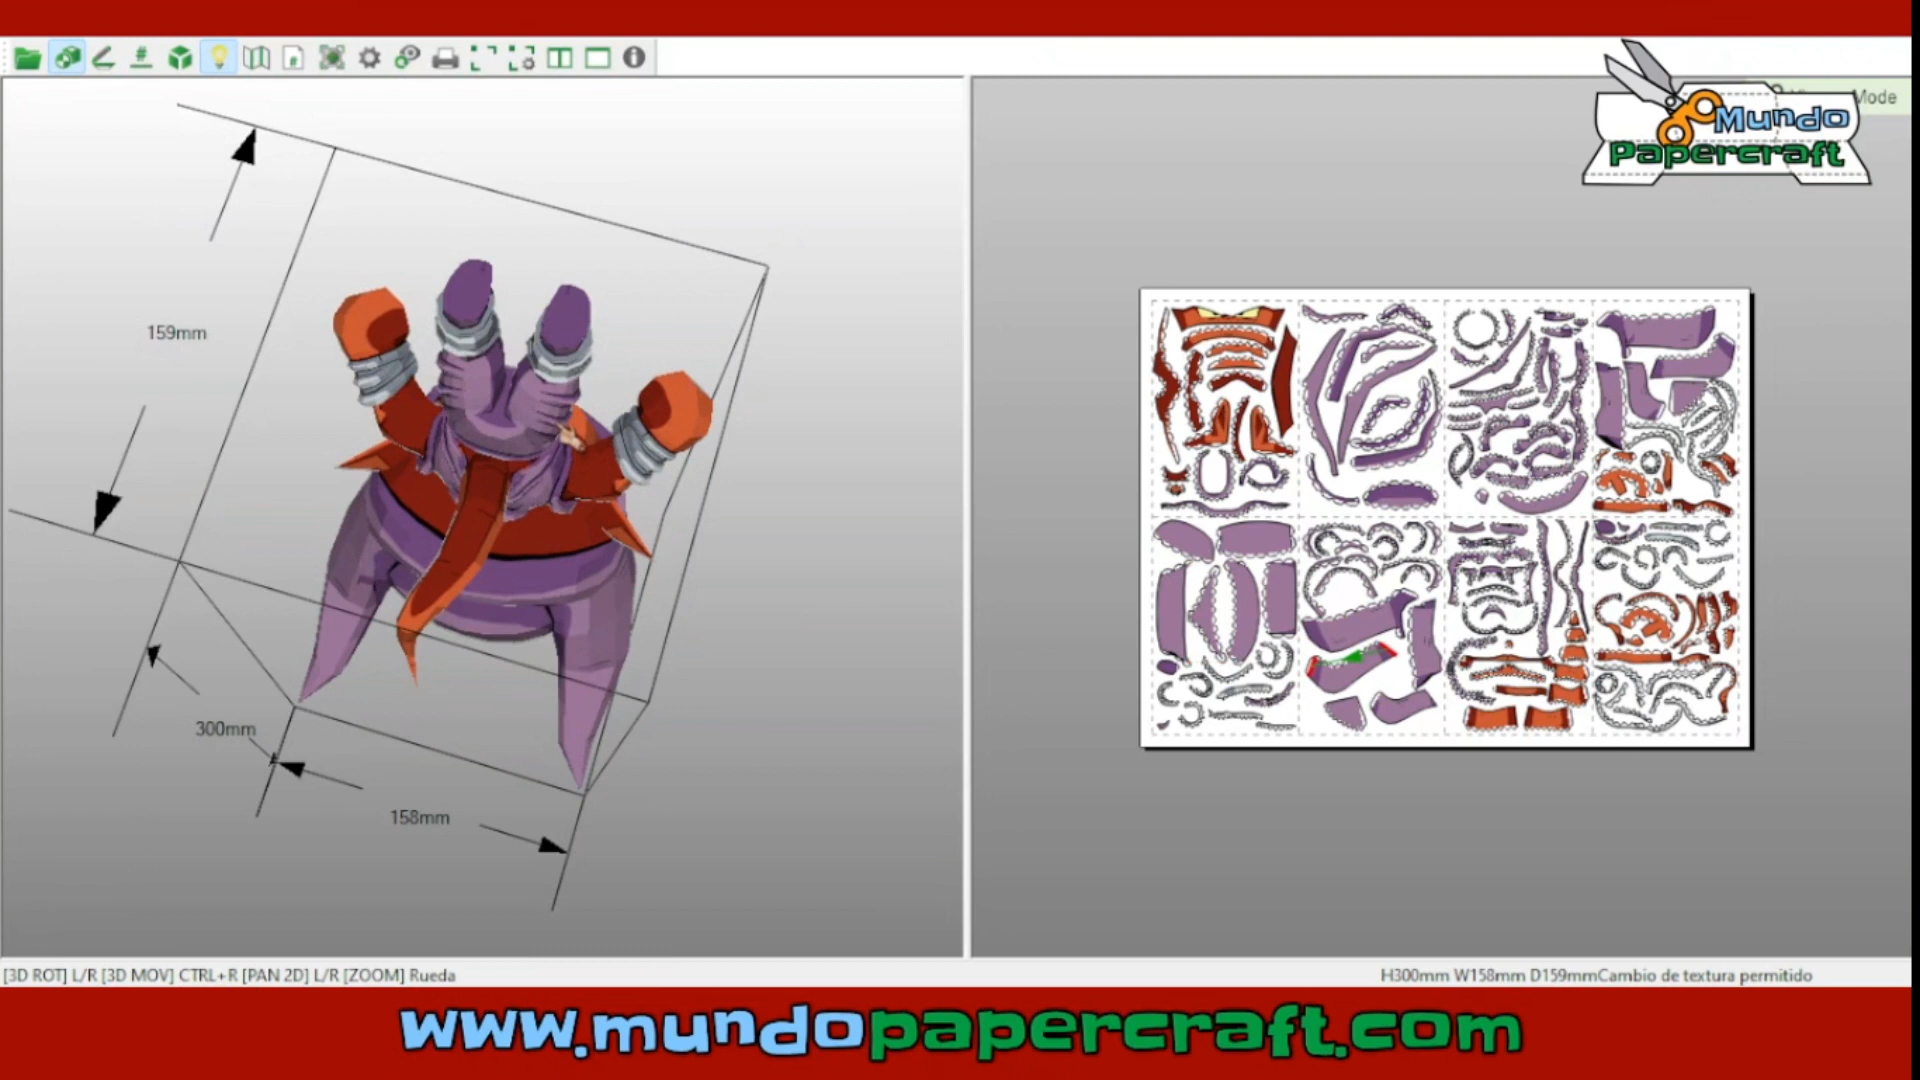 Mode
Mundo
Papercraft
159mm
300mm
158mm
[3D ROT] L/R [3D MOV] CTRL+R [PAN 2D] L/R [ZOOM] Rueda
H300mm W158mm D159mmCambio de textura permitido
www.mundopapercraft.com